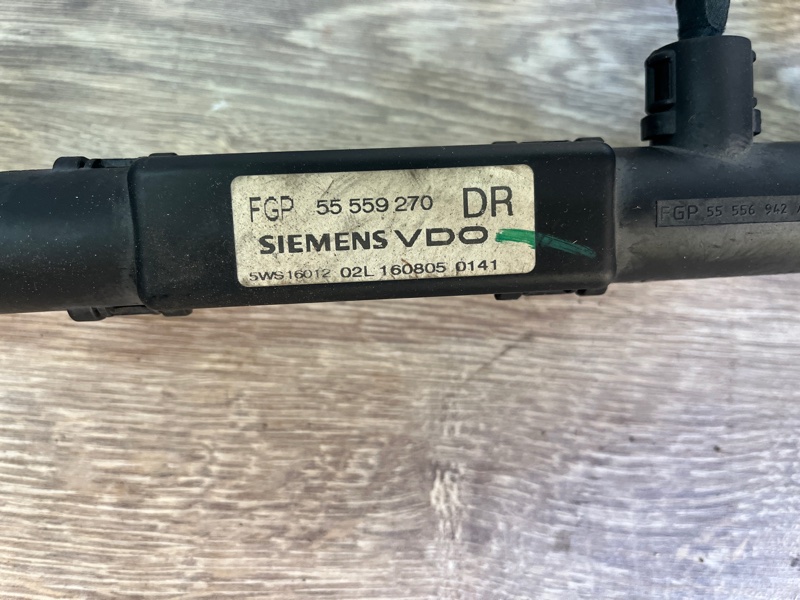 FGP 55 559 270 DR
SIEMENS VDO
5WS16012 02L 160805 0141
FGP 55 556 942